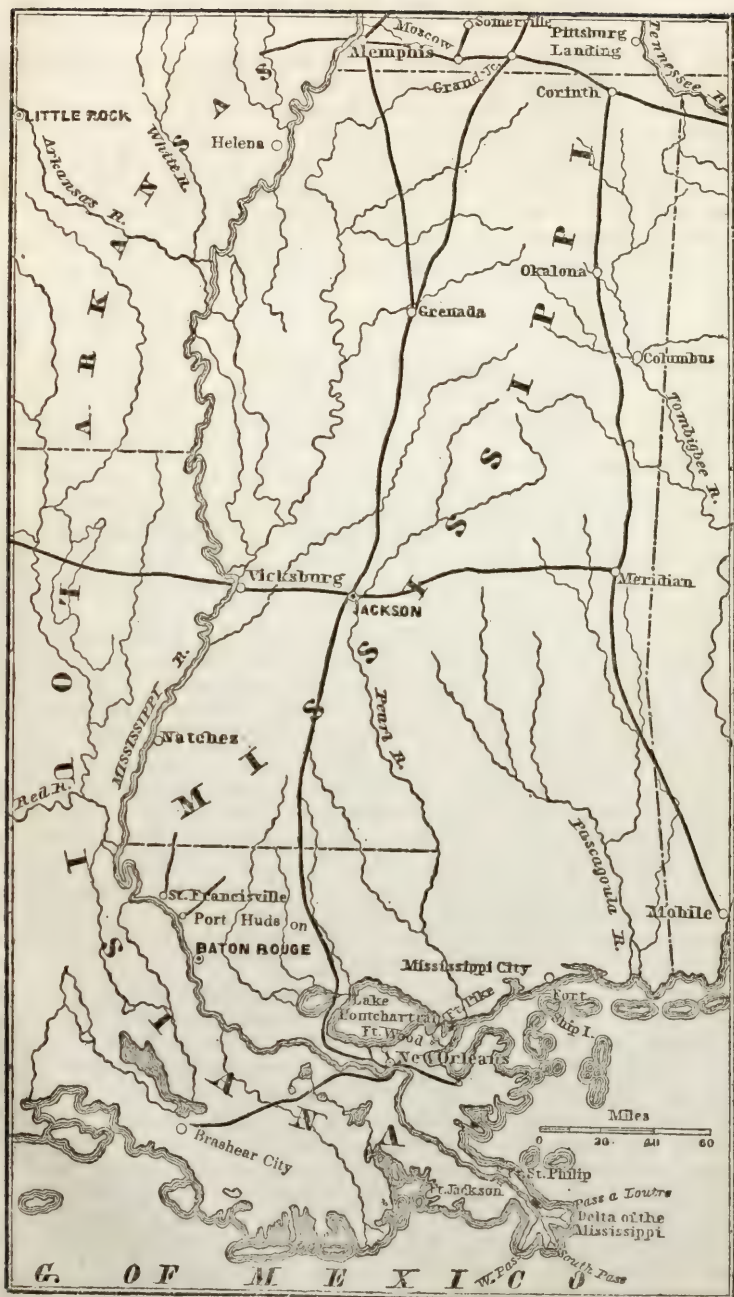 Somerville
Moscow
Memphis
Pittsburg
Landing
Tennessee R.
Grand Jc.
Corinth
LITTLE ROCK
White R.
Helena
Arkansas R.
ARKANSAS
Okalona
Grenada
Columbus
Tombigbee R.
MISSISSIPPI
Vicksburg
JACKSON
Meridian
MISSISSIPPI R.
Pearl R.
Natchez
Red R.
LOUISIANA
Pascagoula R.
St. Francisville
Port Hudson
Mobile
BATON ROUGE
Mississippi City
Lake
Pontchartrain
Ft. Pike
Fort
Ship I.
Ft. Wood
New Orleans
Miles
0 20 40 60
Brashear City
Ft. St. Philip
Ft. Jackson
Pass a Loutre
Delta of the
Mississippi
W. Pass
South Pass
G. OF MEXICO